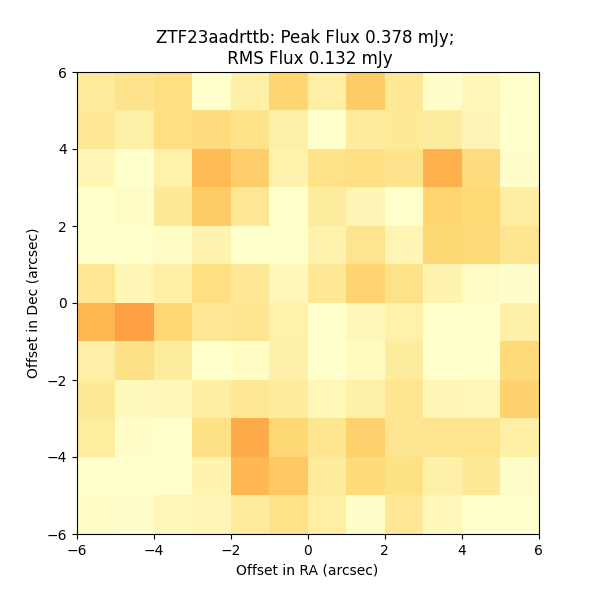 ZTF23aadrttb: Peak Flux 0.378 mJy;
RMS Flux 0.132 mJy
6
4
2
0
−2
−4
−6
Offset in Dec (arcsec)
−6 −4 −2 0 2 4 6
Offset in RA (arcsec)